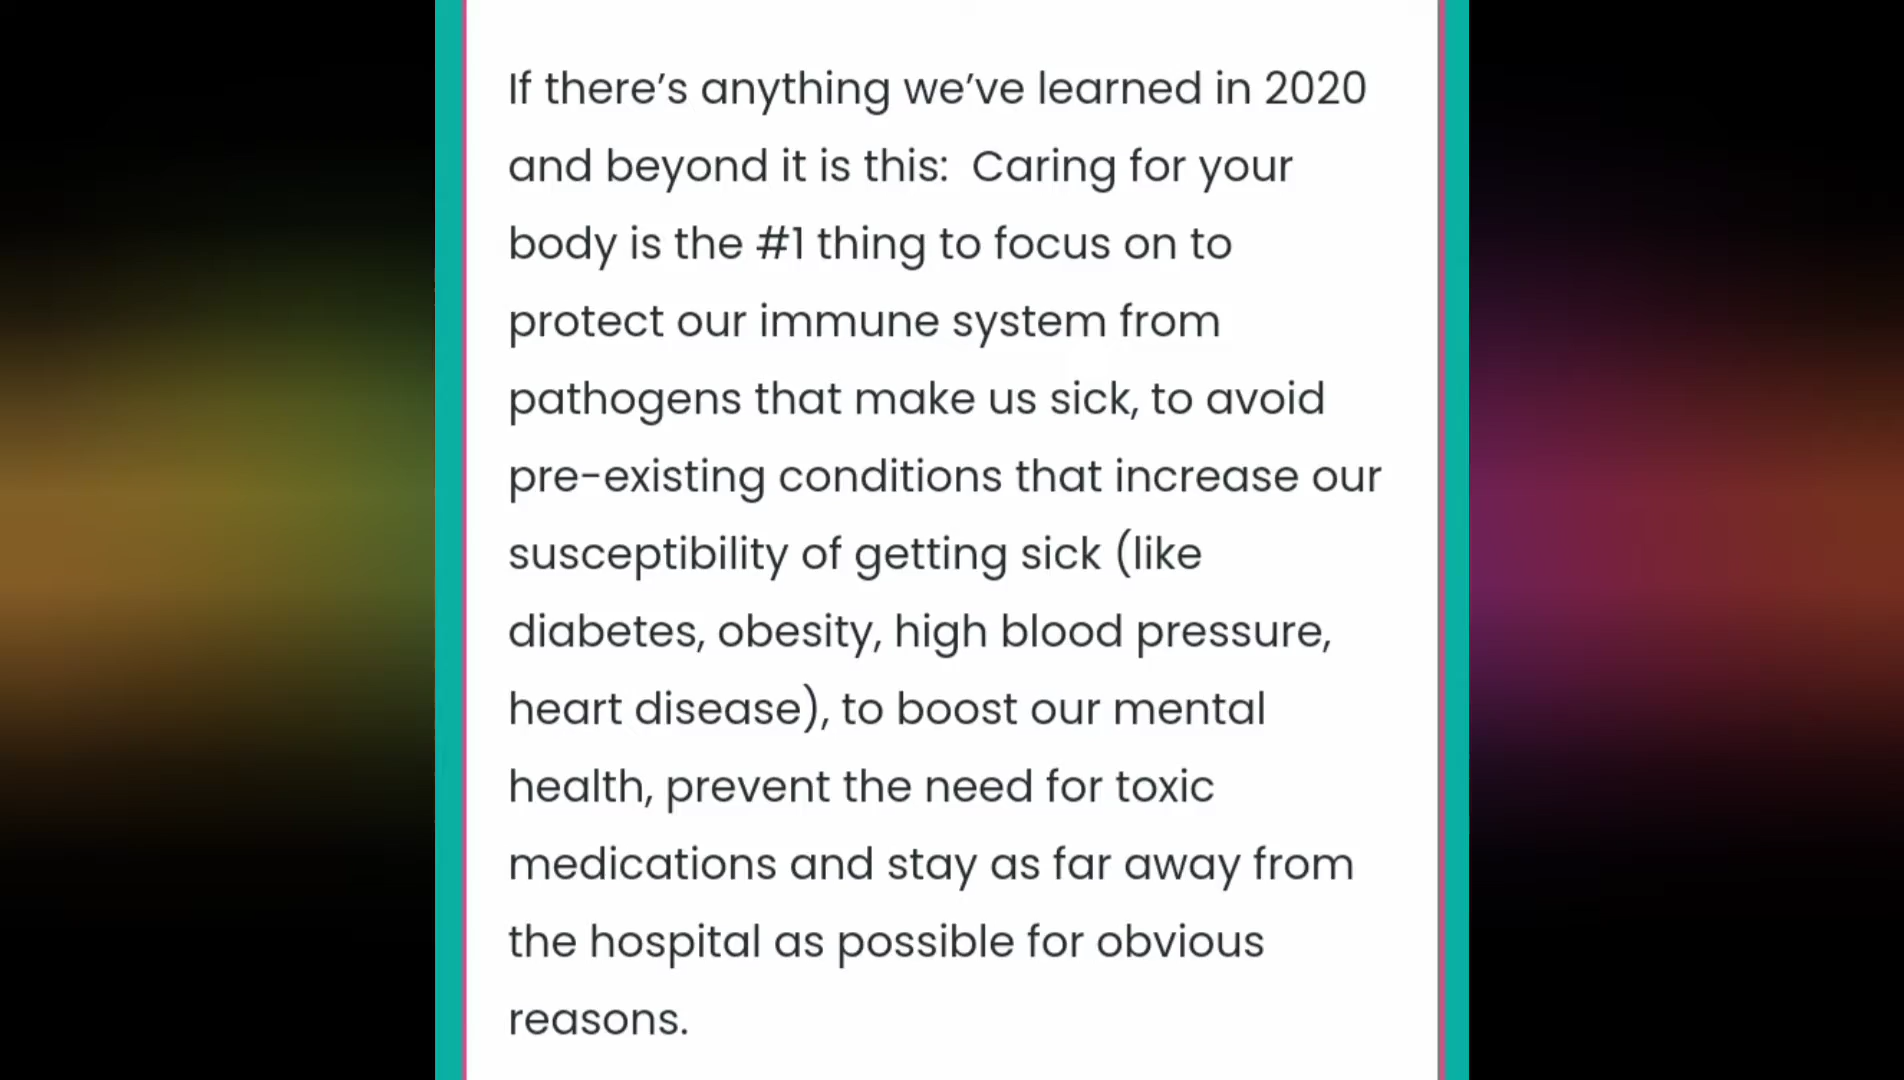 If there’s anything we’ve learned in 2020
and beyond it is this:  Caring for your
body is the #1 thing to focus on to
protect our immune system from
pathogens that make us sick, to avoid
pre-existing conditions that increase our
susceptibility of getting sick (like
diabetes, obesity, high blood pressure,
heart disease), to boost our mental
health, prevent the need for toxic
medications and stay as far away from
the hospital as possible for obvious
reasons.